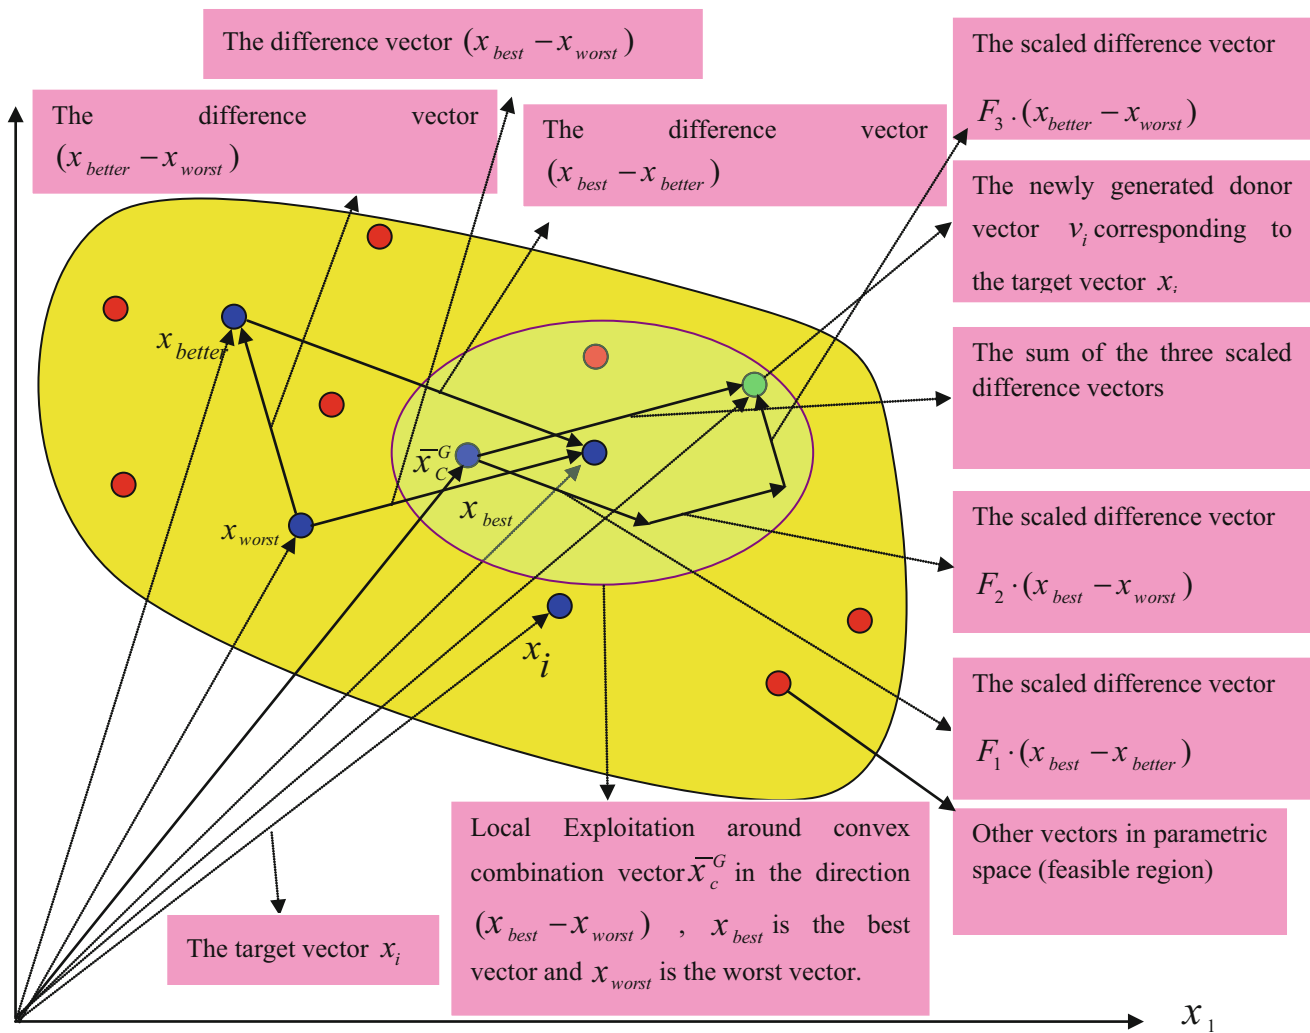 The difference vector (x_best − x_worst)
The difference vector
(x_better − x_worst)
The difference vector
(x_best − x_better)
The scaled difference vector
F_3 . (x_better − x_worst)
The newly generated donor
vector v_i corresponding to
the target vector x_i
The sum of the three scaled
difference vectors
The scaled difference vector
F_2 · (x_best − x_worst)
The scaled difference vector
F_1 · (x_best − x_better)
Other vectors in parametric
space (feasible region)
x_better
x̄_C^G
x_best
x_worst
x_i
Local Exploitation around convex
combination vector x̄_c^G in the direction
(x_best − x_worst) , x_best is the best
vector and x_worst is the worst vector.
The target vector x_i
x_1